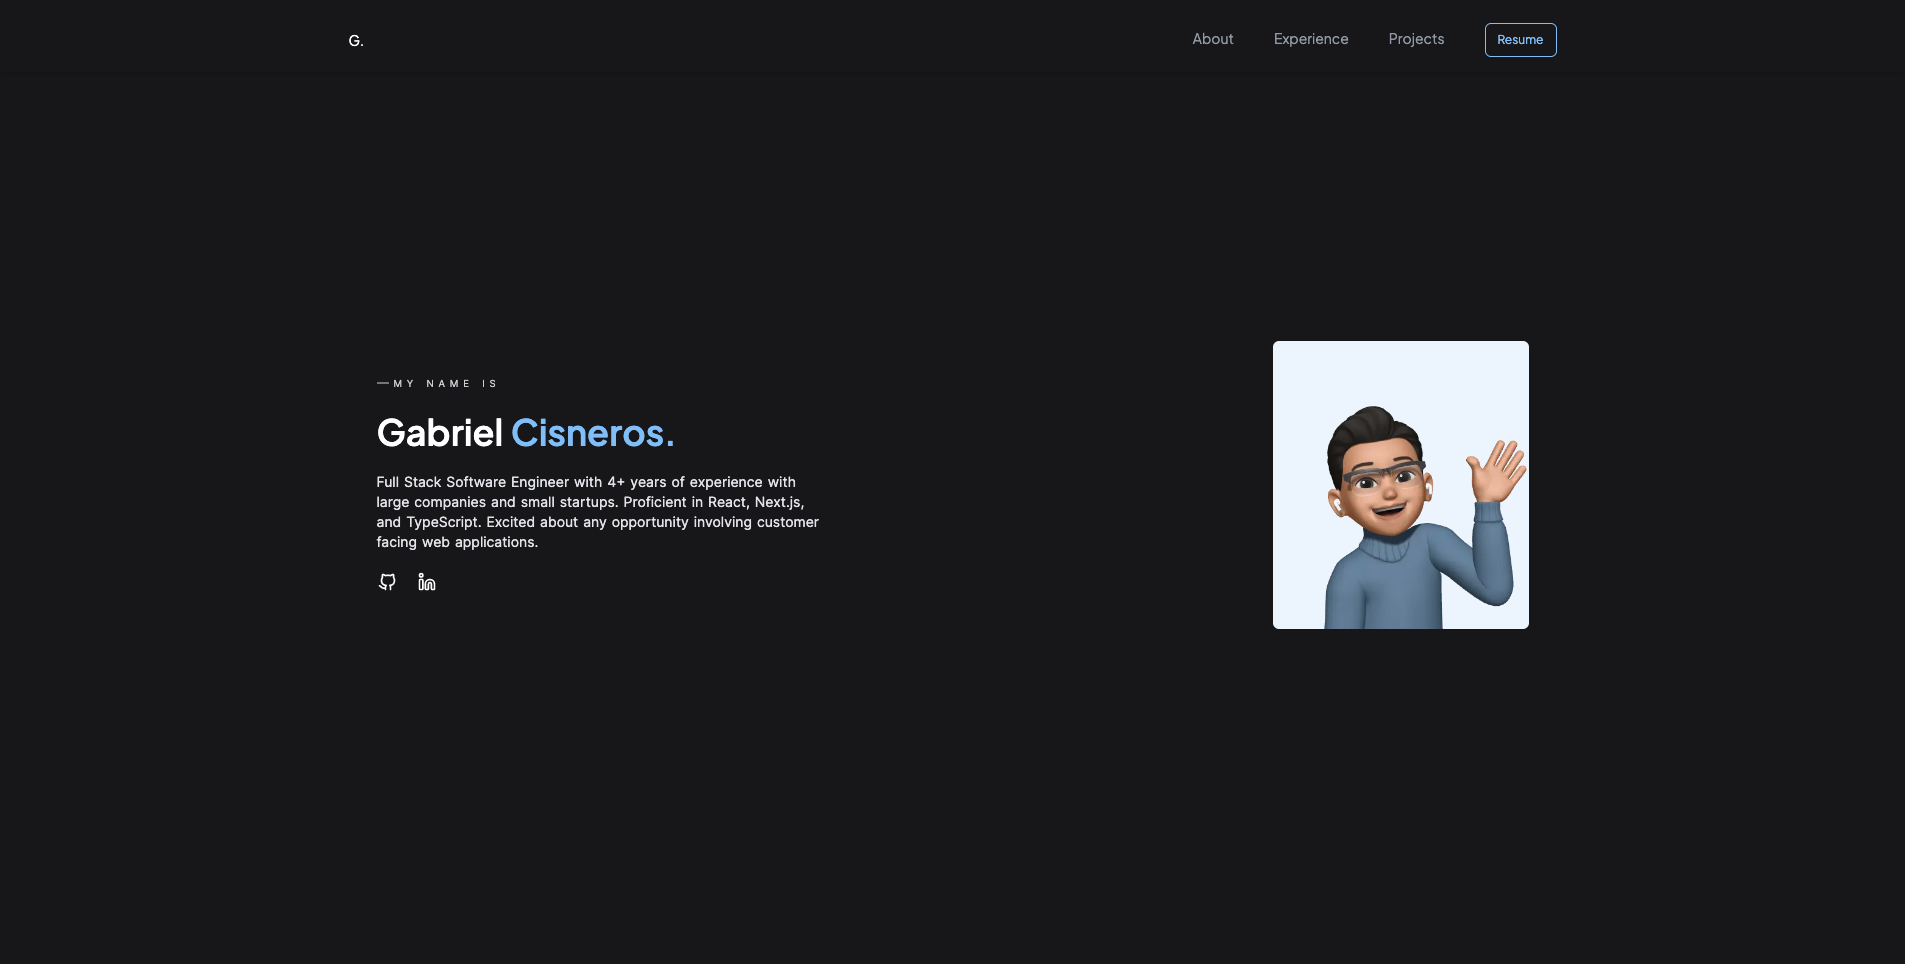 G.
About
Experience
Projects
Resume
—MY NAME IS
Gabriel Cisneros.
Full Stack Software Engineer with 4+ years of experience with
large companies and small startups. Proficient in React, Next.js,
and TypeScript. Excited about any opportunity involving customer
facing web applications.
in